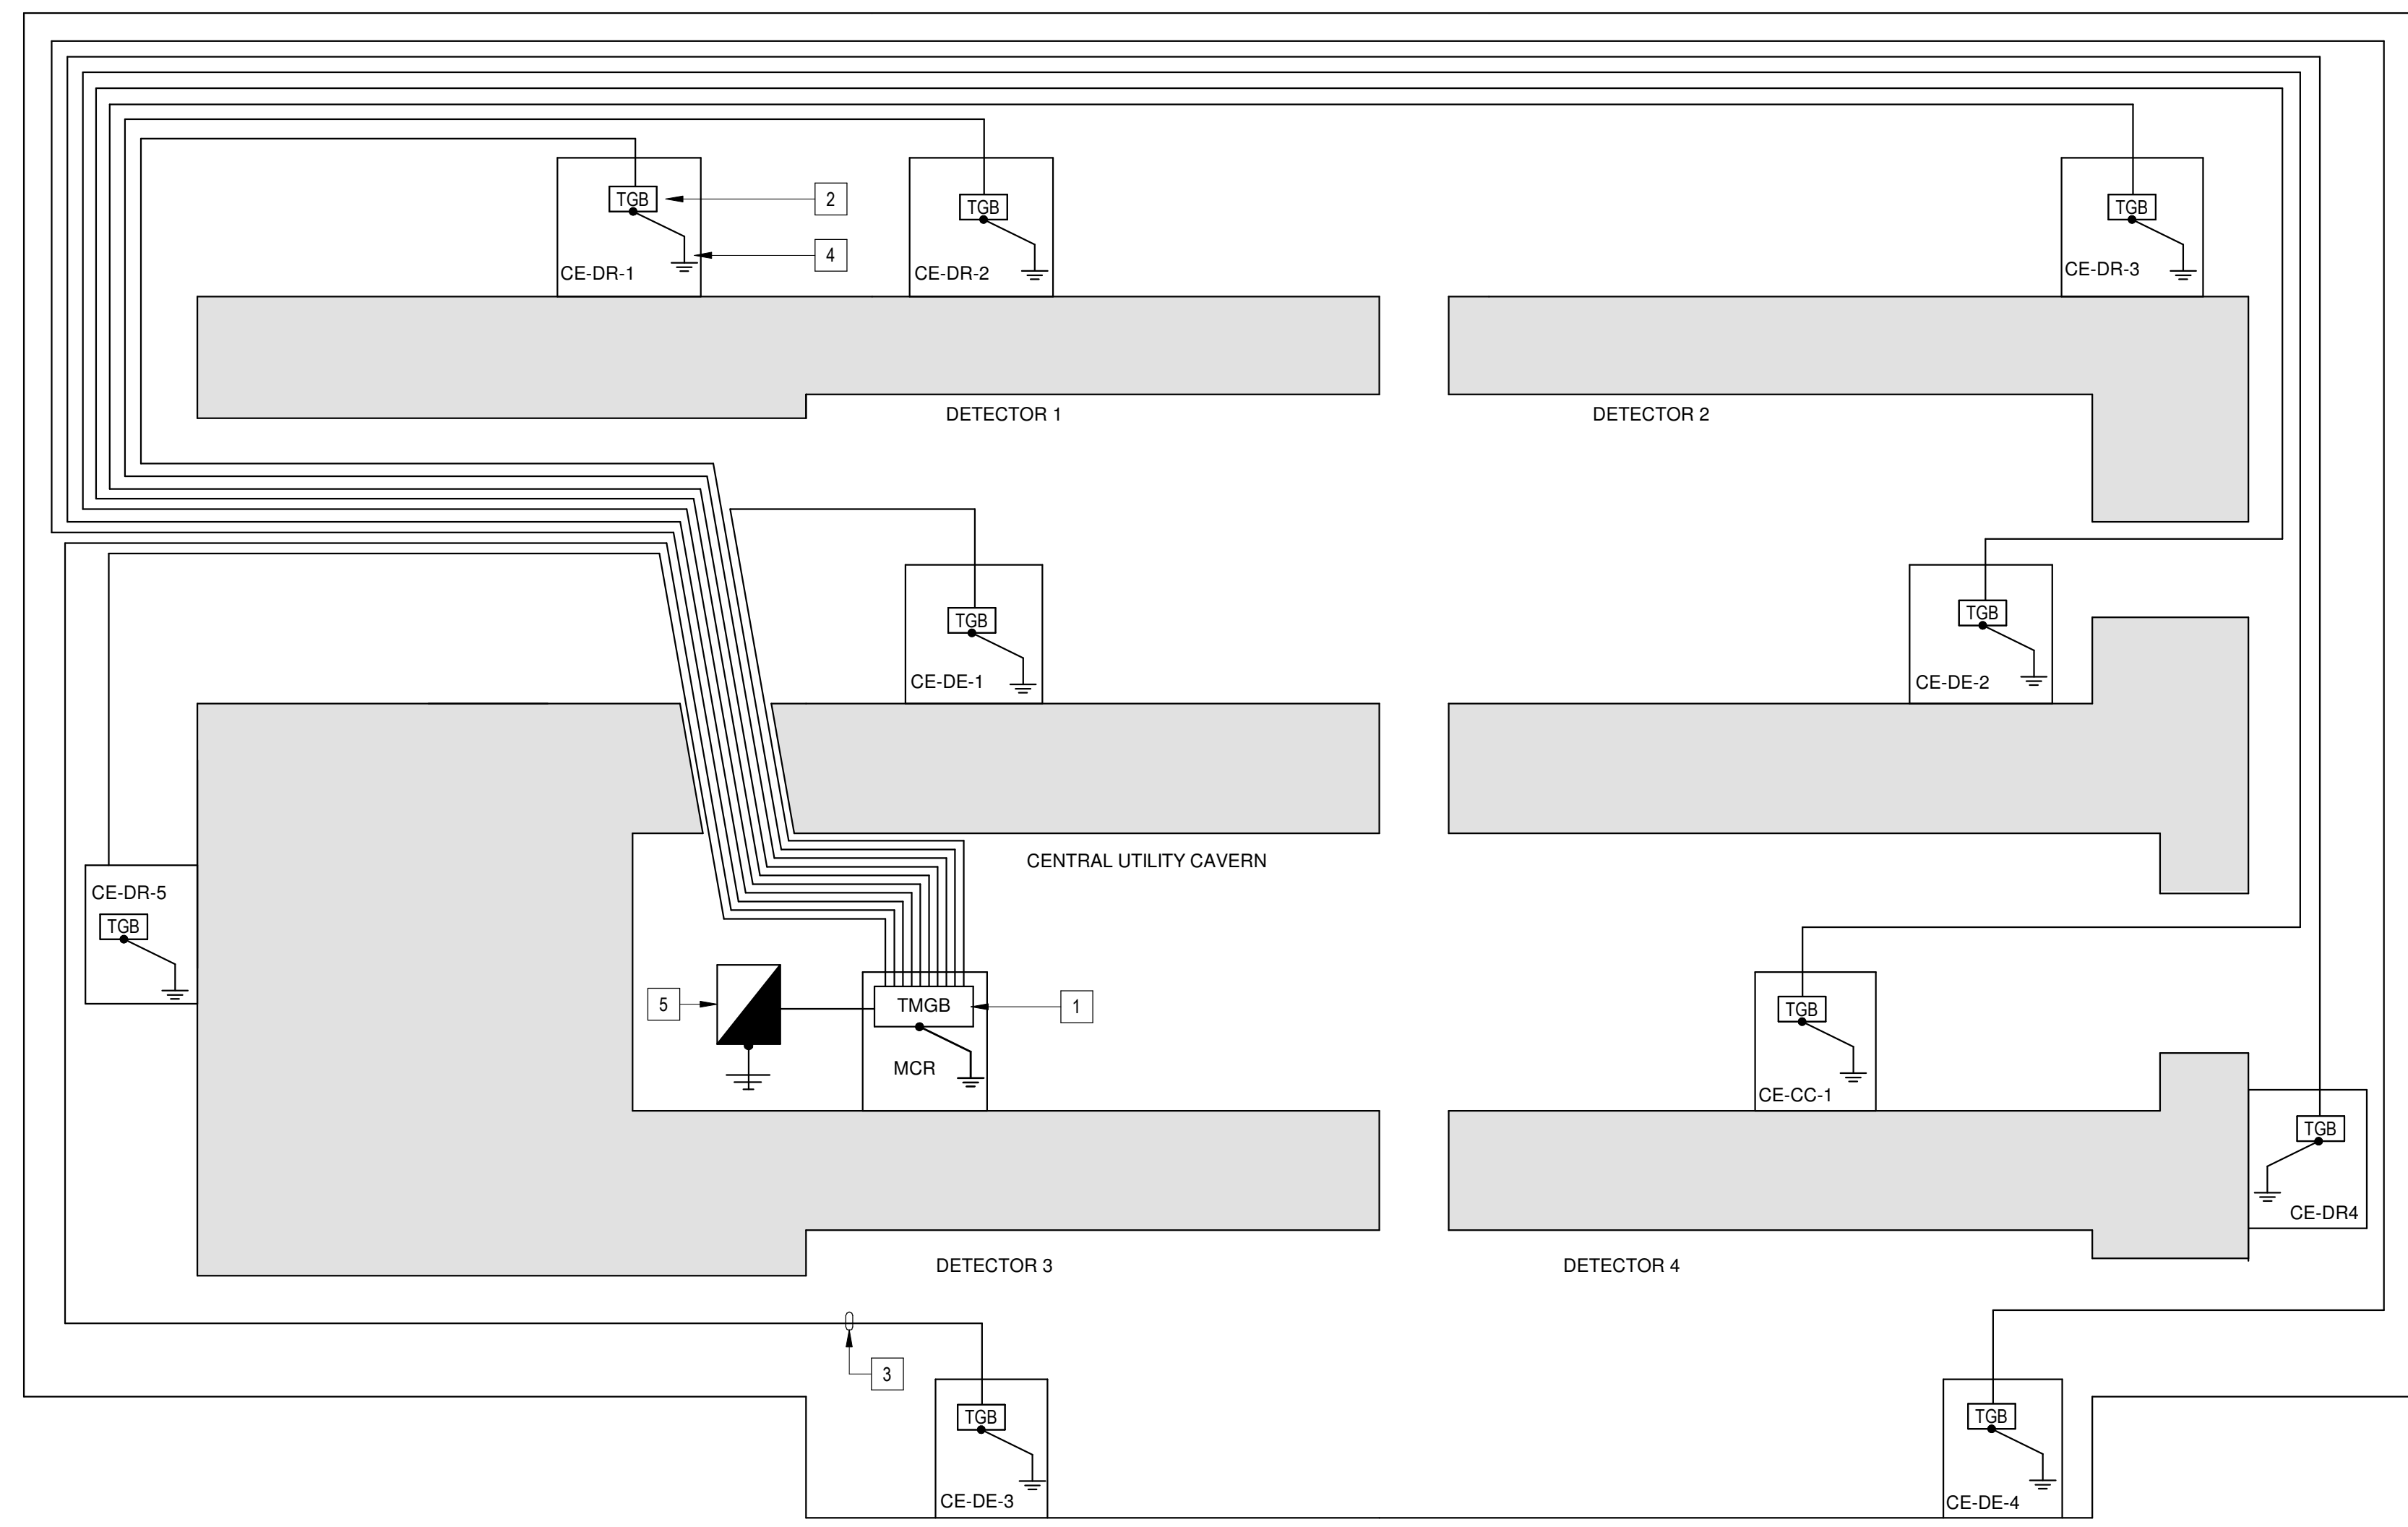 TGB
2
TGB
TGB
4
CE-DR-1
CE-DR-2
CE-DR-3
DETECTOR 1
DETECTOR 2
TGB
TGB
CE-DE-1
CE-DE-2
CENTRAL UTILITY CAVERN
CE-DR-5
TGB
5
TMGB
1
TGB
MCR
CE-CC-1
TGB
CE-DR4
DETECTOR 3
DETECTOR 4
3
TGB
TGB
CE-DE-3
CE-DE-4